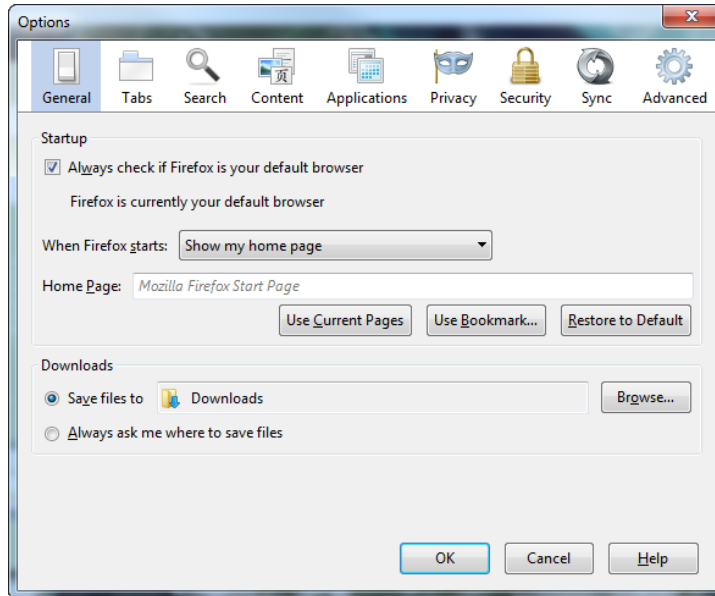 Options
General Tabs Search Content Applications Privacy Security Sync Advanced
页
Startup
Always check if Firefox is your default browser
Firefox is currently your default browser
When Firefox starts: Show my home page
Home Page: Mozilla Firefox Start Page
Use Current Pages Use Bookmark... Restore to Default
Downloads
Save files to Downloads Browse...
Always ask me where to save files
OK Cancel Help